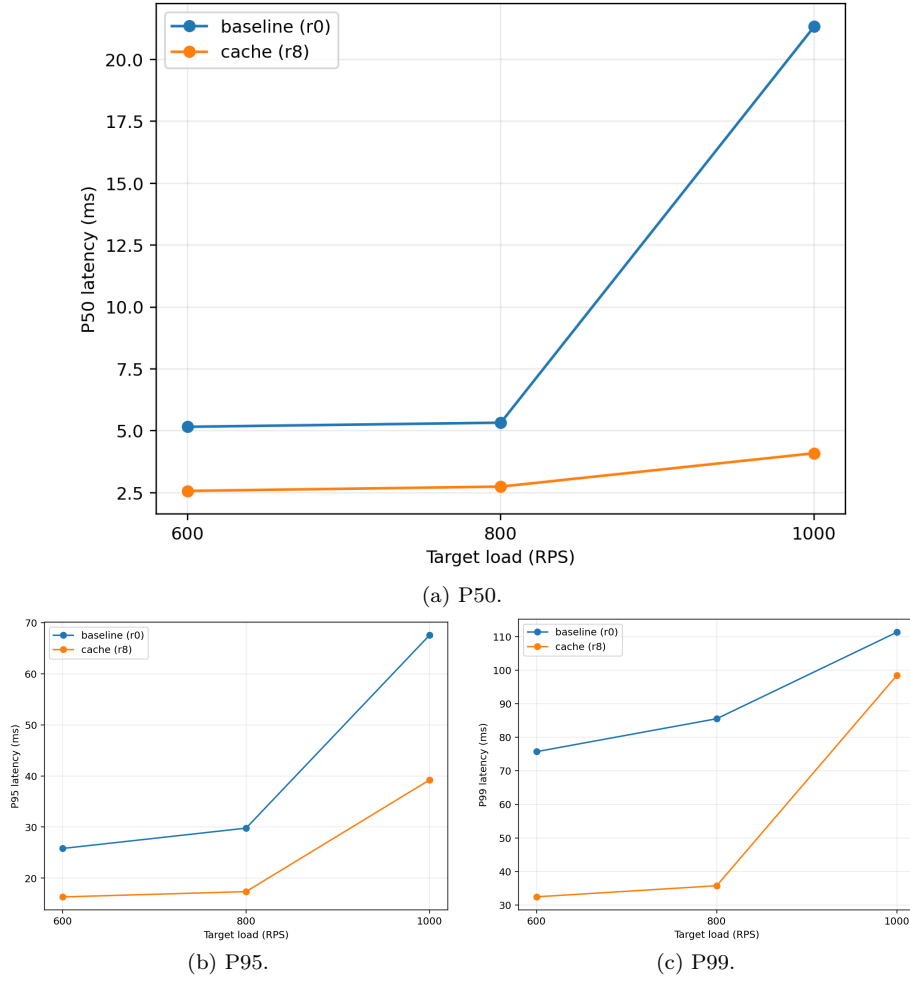 baseline (r0)
cache (r8)
20.0
17.5
15.0
12.5
10.0
7.5
5.0
2.5
P50 latency (ms)
600
800
1000
Target load (RPS)
(a) P50.
baseline (r0)
cache (r8)
70
60
50
40
30
20
P95 latency (ms)
600
800
1000
Target load (RPS)
(b) P95.
baseline (r0)
cache (r8)
110
100
90
80
70
60
50
40
30
P99 latency (ms)
600
800
1000
Target load (RPS)
(c) P99.